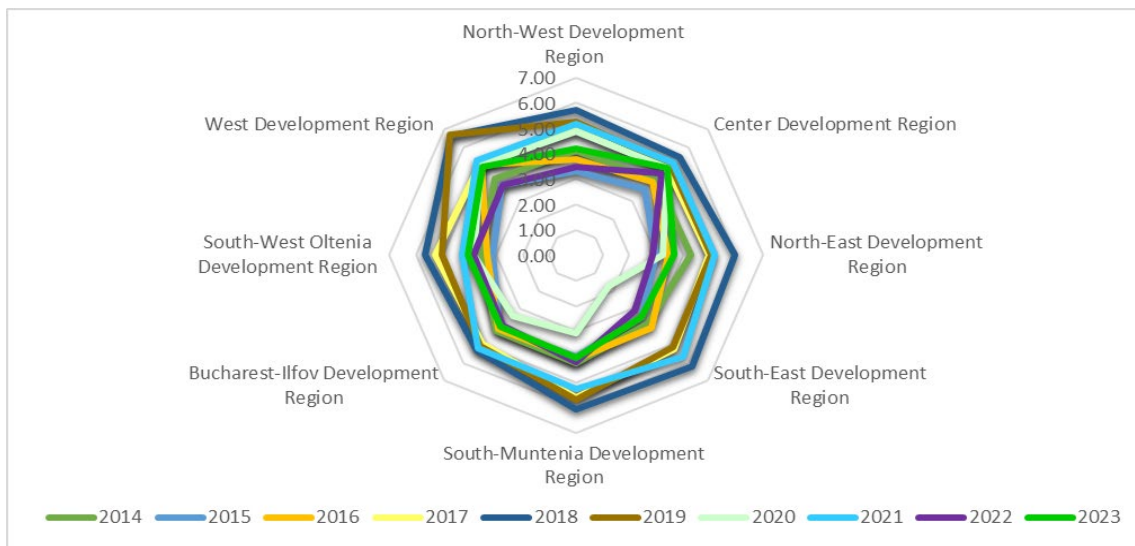 North-West Development
Region
7.00
6.00
5.00
4.00
3.00
2.00
1.00
0.00
West Development Region
Center Development Region
South-West Oltenia
Development Region
North-East Development
Region
Bucharest-Ilfov Development
Region
South-East Development
Region
South-Muntenia Development
Region
2014 2015 2016 2017 2018 2019 2020 2021 2022 2023